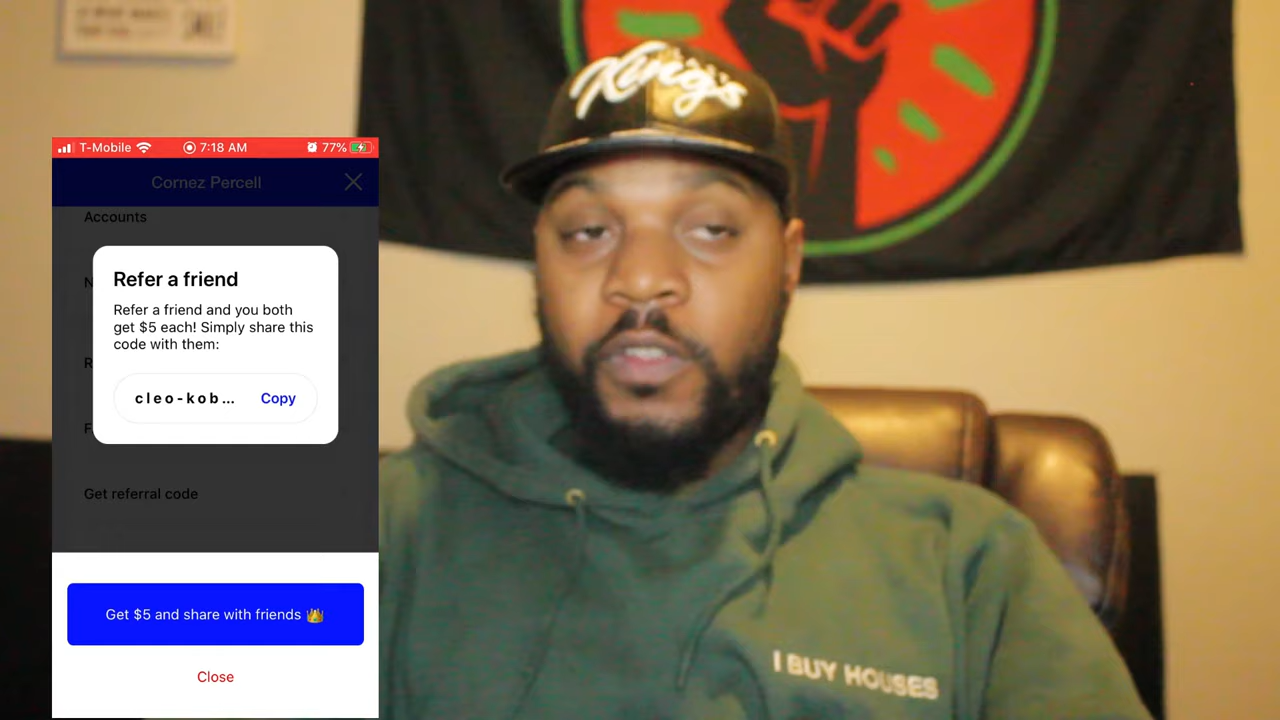 SALE
Kings
T-Mobile
7:18 AM
77%
Cornez Percell
Accounts
N
Refer a friend
Refer a friend and you both
get $5 each! Simply share this
code with them:
R
cleo-kob...
Copy
F
Get referral code
Get $5 and share with friends 👑
Close
I BUY HOUSES